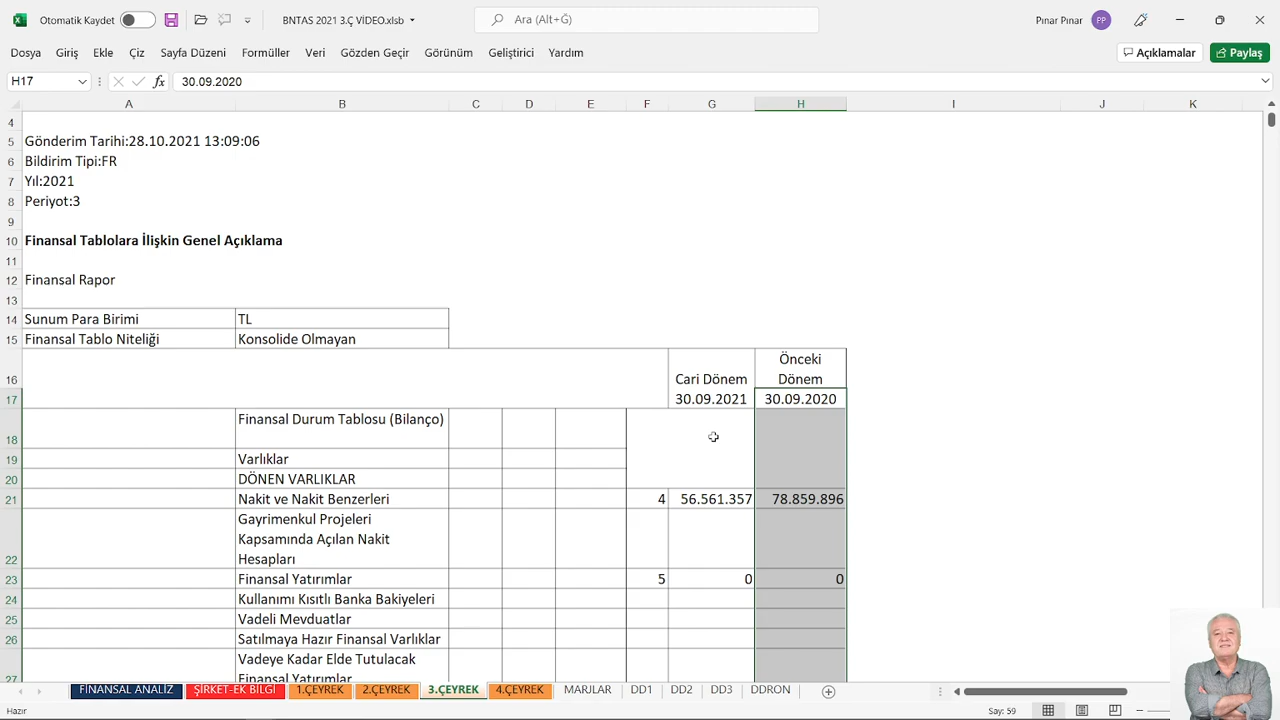 Otomatik Kaydet
BNTAS 2021 3.Ç VİDEO.xlsb
Ara (Alt+Ğ)
Pınar Pınar
PP
Dosya Giriş Ekle Çiz Sayfa Düzeni Formüller Veri Gözden Geçir Görünüm Geliştirici Yardım
Açıklamalar
Paylaş
H17
fx
30.09.2020
A B C D E F G H I J K
4
5 Gönderim Tarihi:28.10.2021 13:09:06
6 Bildirim Tipi:FR
7 Yıl:2021
8 Periyot:3
9
10 Finansal Tablolara İlişkin Genel Açıklama
11
12 Finansal Rapor
13
14 Sunum Para Birimi TL
15 Finansal Tablo Niteliği Konsolide Olmayan
Önceki
16 Cari Dönem Dönem
17 30.09.2021 30.09.2020
Finansal Durum Tablosu (Bilanço)
18
19 Varlıklar
20 DÖNEN VARLIKLAR
21 Nakit ve Nakit Benzerleri 4 56.561.357 78.859.896
Gayrimenkul Projeleri
Kapsamında Açılan Nakit
22 Hesapları
23 Finansal Yatırımlar 5 0 0
24 Kullanımı Kısıtlı Banka Bakiyeleri
25 Vadeli Mevduatlar
26 Satılmaya Hazır Finansal Varlıklar
Vadeye Kadar Elde Tutulacak
27 Finansal Yatırımlar
FİNANSAL ANALİZ ŞİRKET-EK BİLGİ 1.ÇEYREK 2.ÇEYREK 3.ÇEYREK 4.ÇEYREK MARJLAR DD1 DD2 DD3 DDRON
Hazır
Say: 59